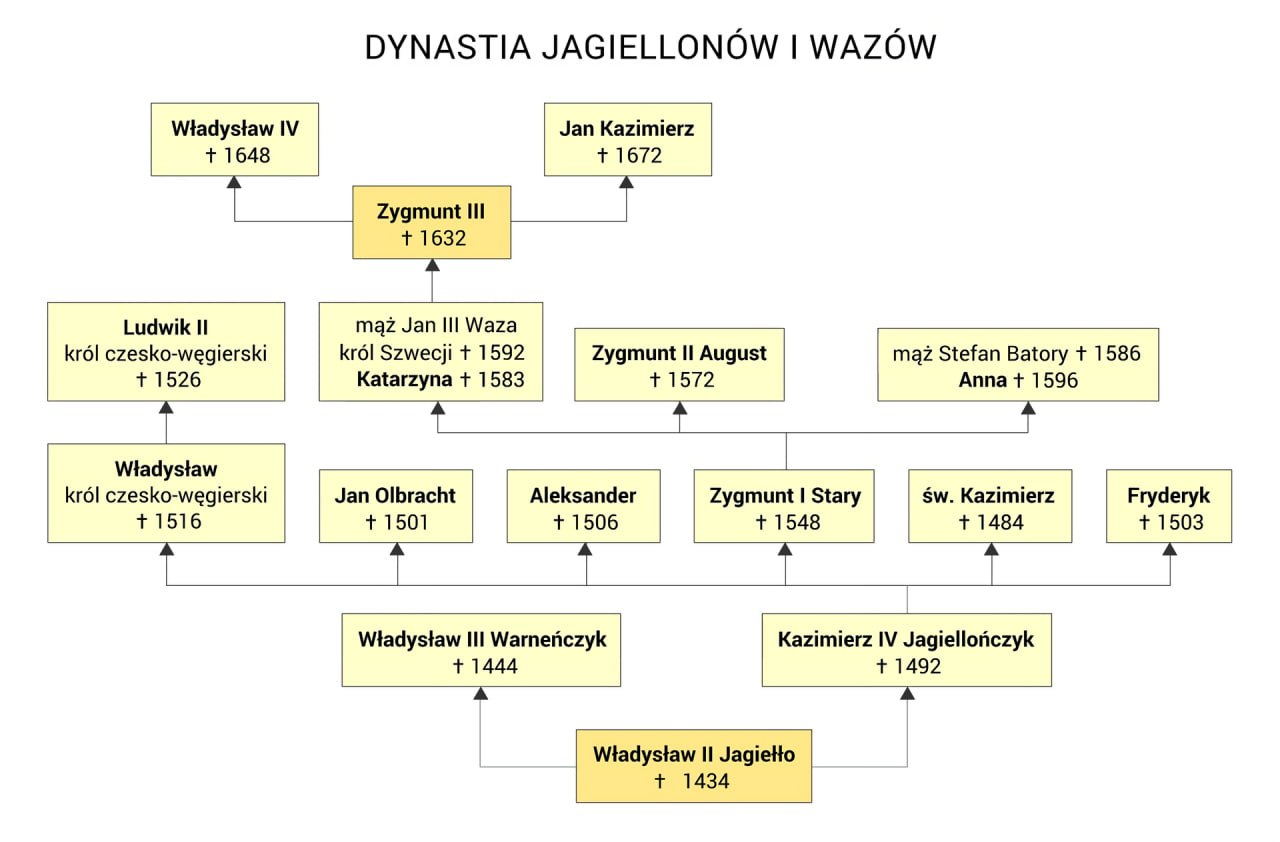 DYNASTIA JAGIELLONÓW I WAZÓW
Władysław IV
† 1648
Jan Kazimierz
† 1672
Zygmunt III
† 1632
Ludwik II
król czesko-węgierski
† 1526
mąż Jan III Waza
król Szwecji † 1592
Katarzyna † 1583
Zygmunt II August
† 1572
mąż Stefan Batory † 1586
Anna † 1596
Władysław
król czesko-węgierski
† 1516
Jan Olbracht
† 1501
Aleksander
† 1506
Zygmunt I Stary
† 1548
św. Kazimierz
† 1484
Fryderyk
† 1503
Władysław III Warneńczyk
† 1444
Kazimierz IV Jagiellończyk
† 1492
Władysław II Jagiełło
† 1434